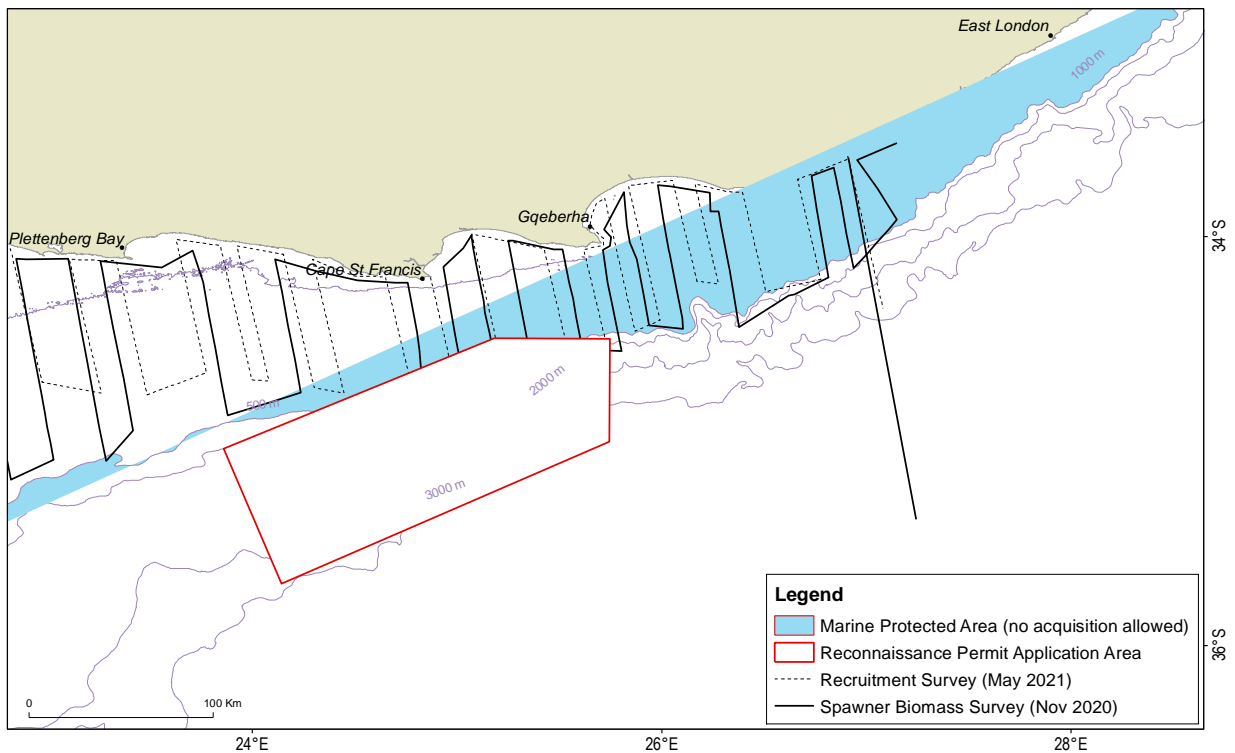 East London
1000 m
Gqeberha
Plettenberg Bay
34°S
Cape St Francis
2000 m
500 m
3000 m
Legend
Marine Protected Area (no acquisition allowed)
Reconnaissance Permit Application Area
Recruitment Survey (May 2021)
Spawner Biomass Survey (Nov 2020)
36°S
0 100 Km
24°E 26°E 28°E